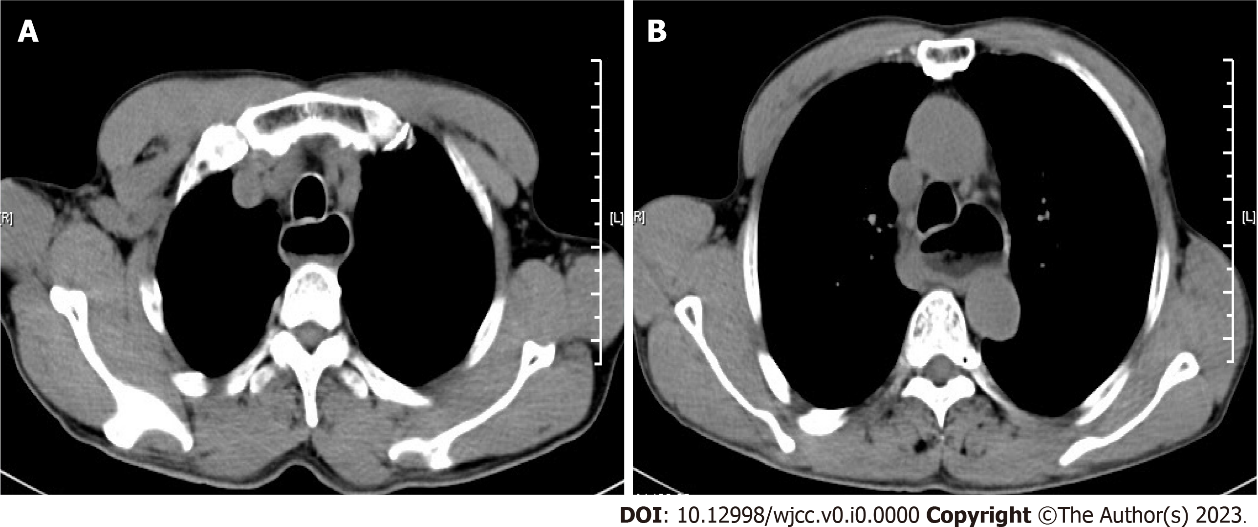 A
B
[R]
[L]
[R]
[L]
DOI: 10.12998/wjcc.v0.i0.0000 Copyright ©The Author(s) 2023.